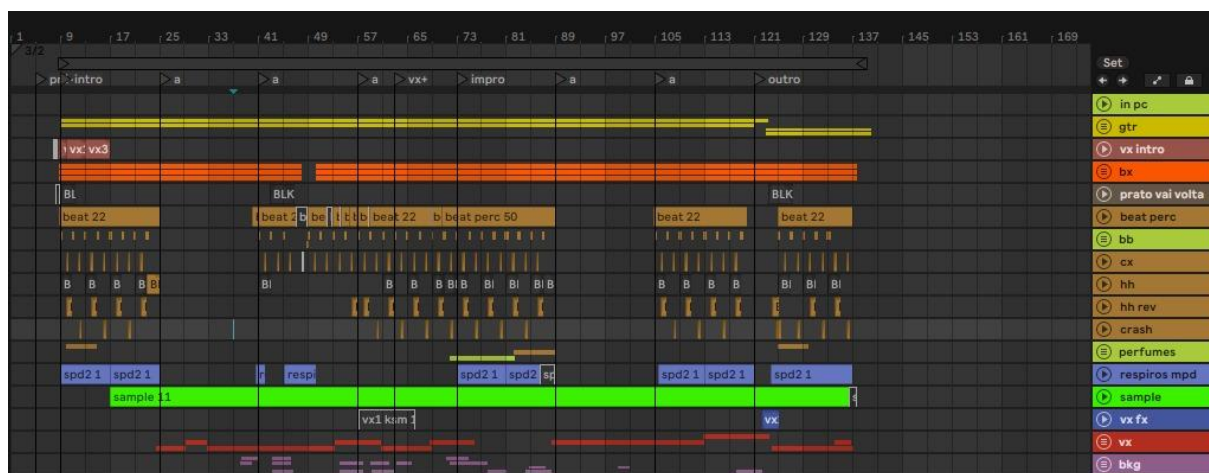 1 9 17 25 33 41 49 57 65 73 81 89 97 105 113 121 129 137 145 153 161 169
3/2
Set
intro a a a vx+ impro a a outro
in pc
gtr
vx3 vx intro
bx
BL BLK BLK prato vai volta
beat 22 beat 22 beat perc 50 beat 22 beat 22 beat perc
bb
cx
B B B B B B B B B B B B B B B hh
hh rev
crash
perfumes
spd2 1 spd2 1 r respi spd2 1 spd2 sp spd2 1 spd2 1 spd2 1 respiros mpd
sample 11 s sample
vx1 ksm 1 vx vx fx
vx
bkg